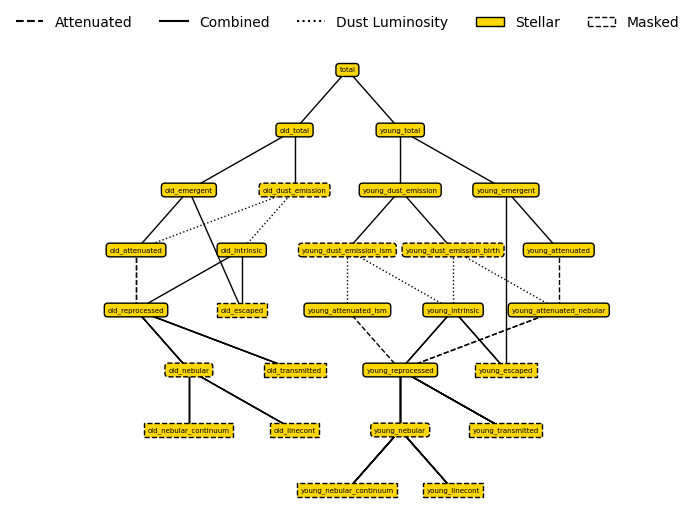 Attenuated Combined Dust Luminosity Stellar Masked
total
old_total young_total
old_emergent old_dust_emission young_dust_emission young_emergent
old_attenuated old_intrinsic young_dust_emission_ism young_dust_emission_birth young_attenuated
old_reprocessed old_escaped young_attenuated_ism young_intrinsic young_attenuated_nebular
old_nebular old_transmitted young_reprocessed young_escaped
old_nebular_continuum old_linecont young_nebular young_transmitted
young_nebular_continuum young_linecont